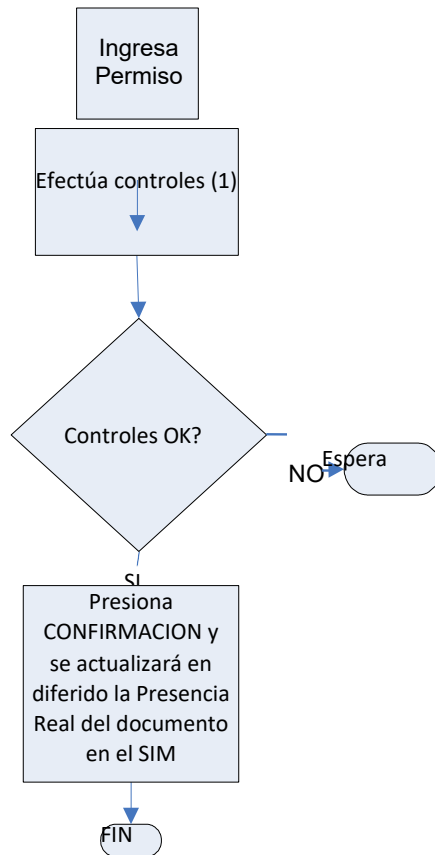 Ingresa
Permiso
Efectúa controles (1)
Controles OK?
Espera
NO
SI
Presiona
CONFIRMACION y
se actualizará en
diferido la Presencia
Real del documento
en el SIM
FIN